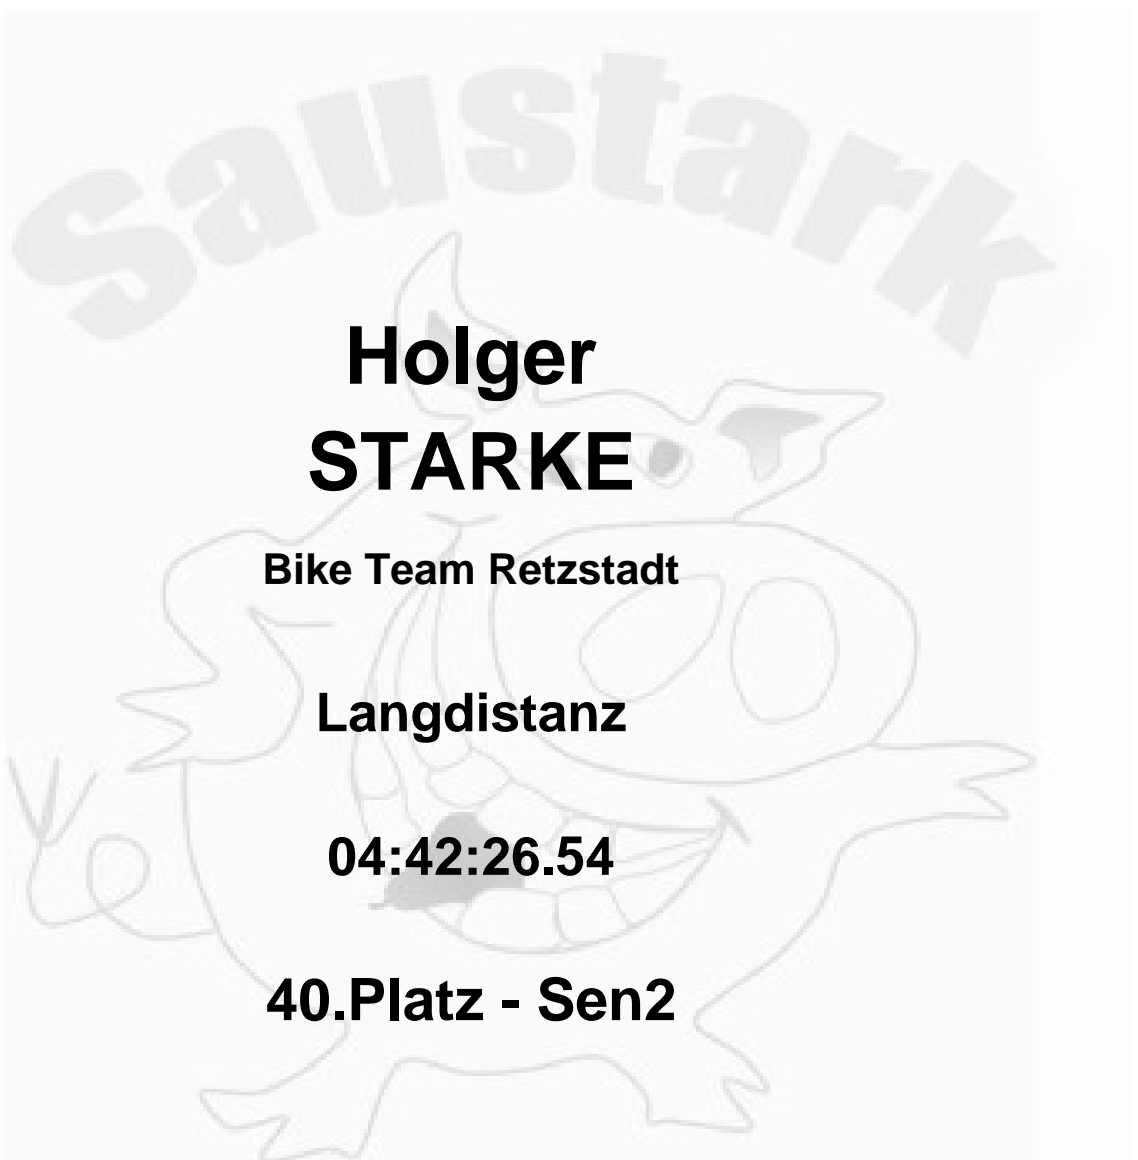 Saustark
Holger
STARKE
Bike Team Retzstadt
Langdistanz
04:42:26.54
40.Platz - Sen2